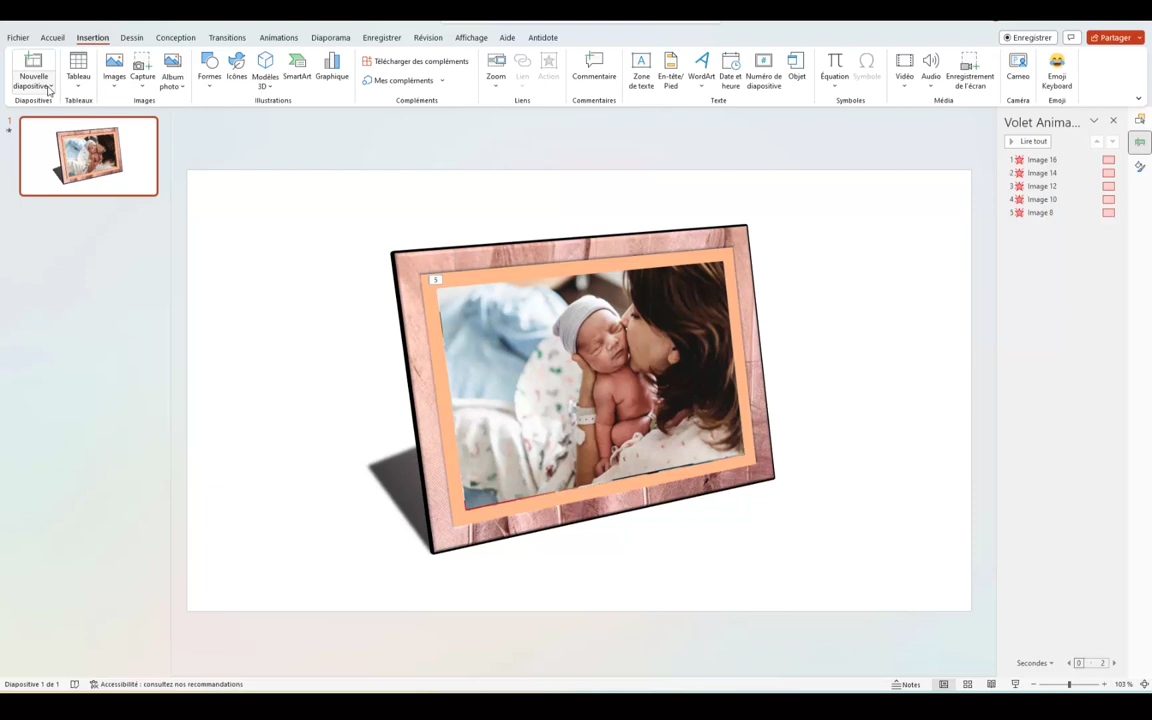 Fichier Accueil Insertion Dessin Conception Transitions Animations Diaporama Enregistrer Révision Affichage Aide Antidote Enregistrer Partager
Nouvelle diapositive
Tableau
Images
Capture
Album photo
Formes
Icônes
Modèles 3D
SmartArt
Graphique
Télécharger des compléments
Mes compléments
Zoom
Lien
Action
Commentaire
Zone de texte
En-tête/ Pied
WordArt
Date et heure
Numéro de diapositive
Objet
Équation
Symbole
Vidéo
Audio
Enregistrement de l'écran
Cameo
Emoji Keyboard
Diapositives Tableaux Images Illustrations Compléments Liens Commentaires Texte Symboles Média Caméra Emoji
1
5
Volet Anima...
Lire tout
1 Image 16
2 Image 14
3 Image 12
4 Image 10
5 Image 8
Secondes 0 2
Diapositive 1 de 1 Accessibilité : consultez nos recommandations Notes 103 %